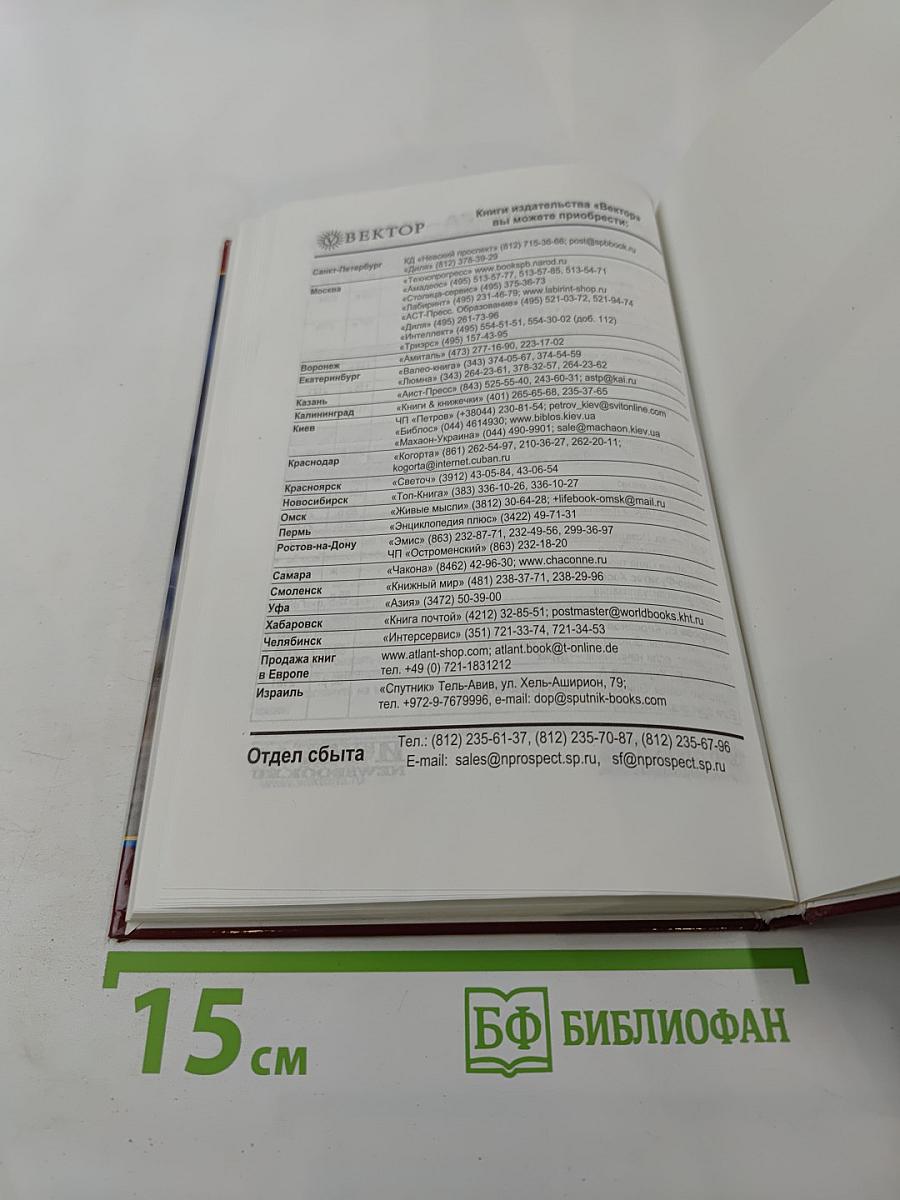 ВЕКТОР
Книги издательства «Вектор»
вы можете приобрести:
Санкт-Петербург
КД «Невский проспект» (812) 715-36-66; post@spbbook.ru
«Диля» (812) 378-39-29
Москва
«Технопрогресс» www.bookspb.narod.ru
«Амадеос» (495) 513-57-77, 513-57-85, 513-54-71
«Столица-сервис» (495) 375-36-73
«Лабиринт» (495) 231-46-79; www.labirint-shop.ru
«АСТ-Пресс. Образование» (495) 521-03-72, 521-94-74
«Диля» (495) 261-73-96
«Интеллект» (495) 554-51-51, 554-30-02 (доб. 112)
«Триэрс» (495) 157-43-95
Воронеж
«Амиталь» (473) 277-16-90, 223-17-02
Екатеринбург
«Валео-книга» (343) 374-05-67, 374-54-59
«Люмна» (343) 264-23-61, 378-32-57, 264-23-62
Казань
«Аист-Пресс» (843) 525-55-40, 243-60-31; astp@kai.ru
Калининград
«Книги & книжечки» (401) 265-65-68, 235-37-65
Киев
ЧП «Петров» (+38044) 230-81-54; petrov_kiev@svitonline.com
«Библос» (044) 4614930; www.biblos.kiev.ua
«Махаон-Украина» (044) 490-9901; sale@machaon.kiev.ua
Краснодар
«Когорта» (861) 262-54-97, 210-36-27, 262-20-11;
kogorta@internet.cuban.ru
Красноярск
«Светоч» (3912) 43-05-84, 43-06-54
Новосибирск
«Топ-Книга» (383) 336-10-26, 336-10-27
Омск
«Живые мысли» (3812) 30-64-28; +lifebook-omsk@mail.ru
Пермь
«Энциклопедия плюс» (3422) 49-71-31
Ростов-на-Дону
«Эмис» (863) 232-87-71, 232-49-56, 299-36-97
ЧП «Остроменский» (863) 232-18-20
Самара
«Чакона» (8462) 42-96-30; www.chaconne.ru
Смоленск
«Книжный мир» (481) 238-37-71, 238-29-96
Уфа
«Азия» (3472) 50-39-00
Хабаровск
«Книга почтой» (4212) 32-85-51; postmaster@worldbooks.kht.ru
Челябинск
«Интерсервис» (351) 721-33-74, 721-34-53
Продажа книг
в Европе
www.atlant-shop.com; atlant.book@t-online.de
тел. +49 (0) 721-1831212
Израиль
«Спутник» Тель-Авив, ул. Хель-Аширион, 79;
тел. +972-9-7679996, e-mail: dop@sputnik-books.com
Отдел сбыта
Тел.: (812) 235-61-37, (812) 235-70-87, (812) 235-67-96
E-mail: sales@nprospect.sp.ru, sf@nprospect.sp.ru
15 см
БФ БИБЛИОФАН